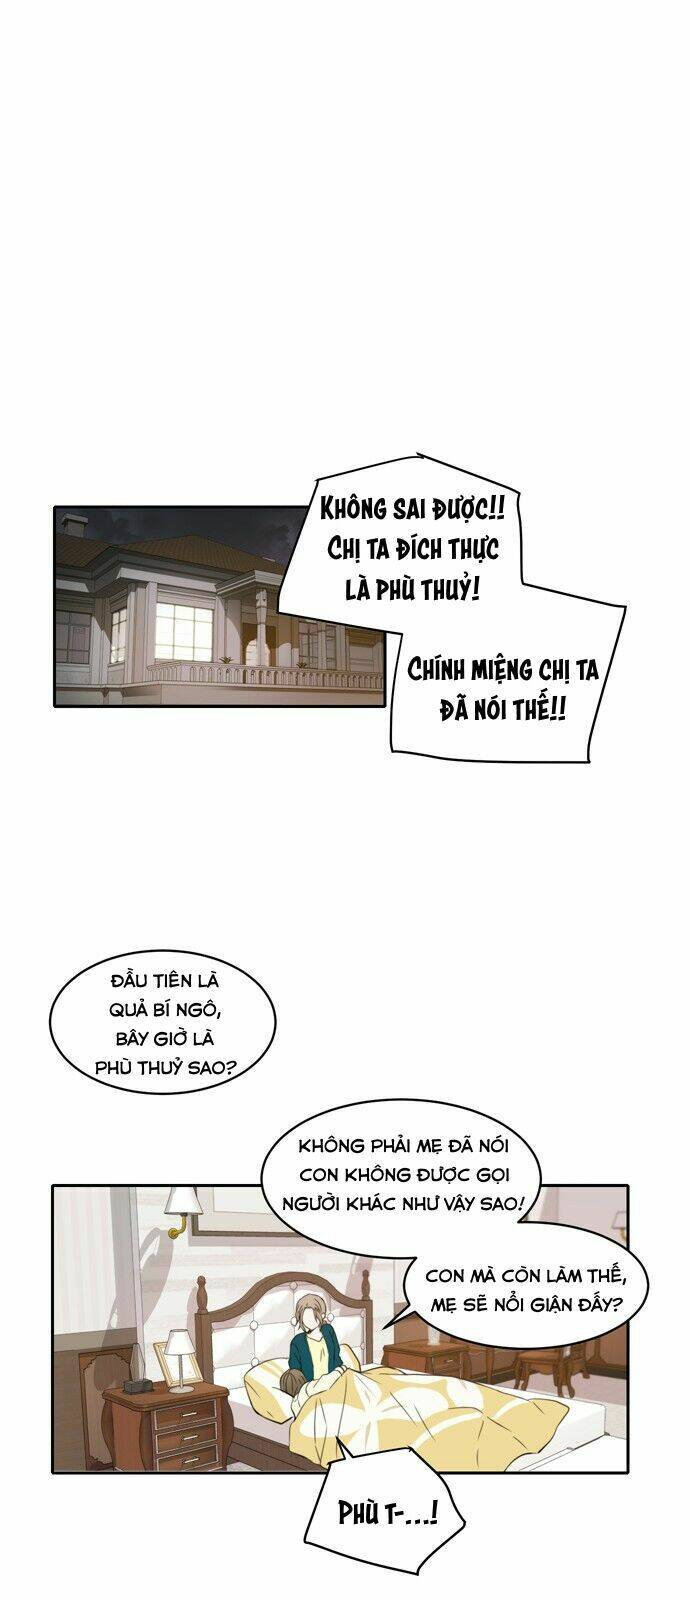 KHÔNG SAI ĐƯỢC!!
CHỊ TA ĐÍCH THỰC
LÀ PHÙ THUỶ!
CHÍNH MIỆNG CHỊ TA
ĐÃ NÓI THẾ!!
ĐẦU TIÊN LÀ
QUẢ BÍ NGÔ,
BÂY GIỜ LÀ
PHÙ THUỶ SAO?
KHÔNG PHẢI MẸ ĐÃ NÓI
CON KHÔNG ĐƯỢC GỌI
NGƯỜI KHÁC NHƯ VẬY SAO!
CON MÀ CÒN LÀM THẾ,
MẸ SẼ NỔI GIẬN ĐẤY?
PHÙ T-...!